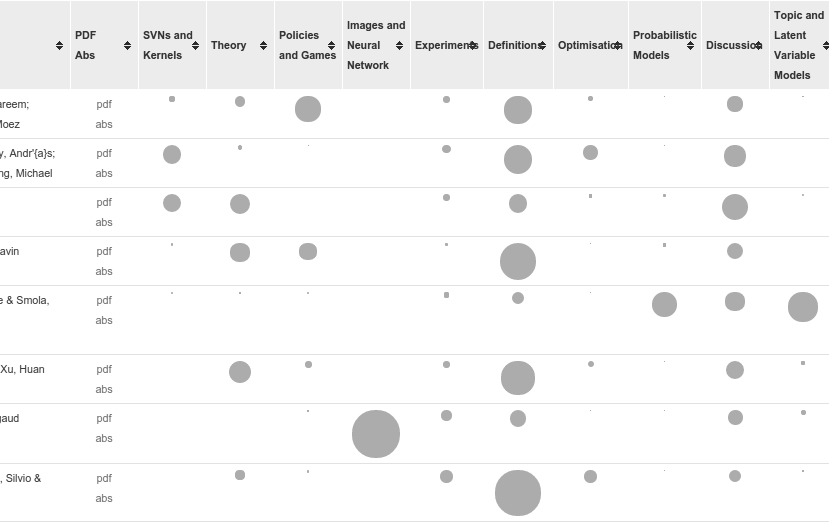 PDF
Abs
SVNs and
Kernels
Theory
Policies
and Games
Images and
Neural
Network
Experiments
Definitions
Optimisation
Probabilistic
Models
Discussion
Topic and
Latent
Variable
Models
areem;
Moez
pdf
abs
y, Andr'{a}s;
ng, Michael
pdf
abs
pdf
abs
avin
pdf
abs
e & Smola,
pdf
abs
Xu, Huan
pdf
abs
gaud
pdf
abs
, Silvio &
pdf
abs